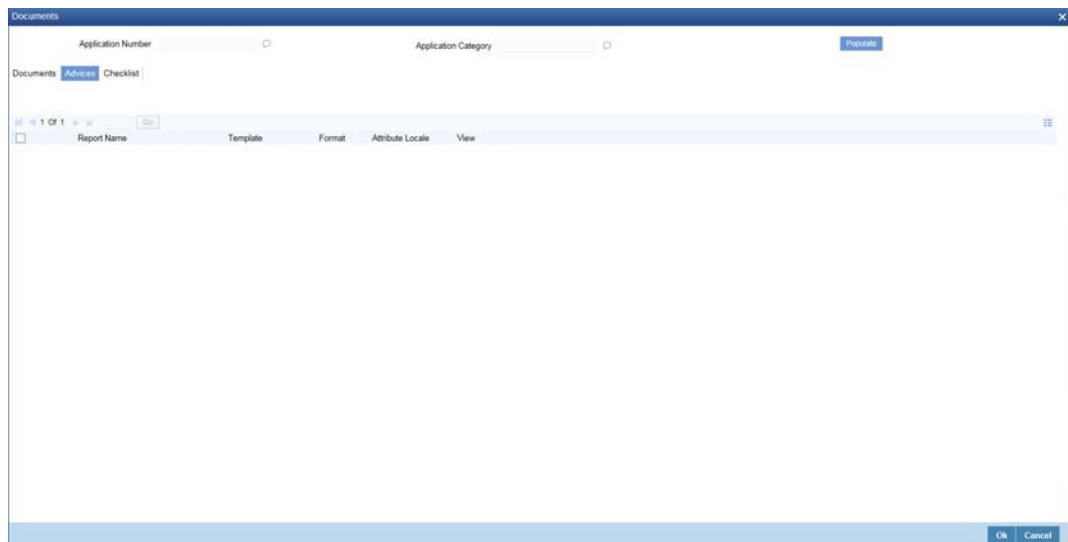 Documents
Application Number Application Category Populate
Documents Advices Checklist
1 Of 1 Go
Report Name Template Format Attribute Locale View
Ok Cancel